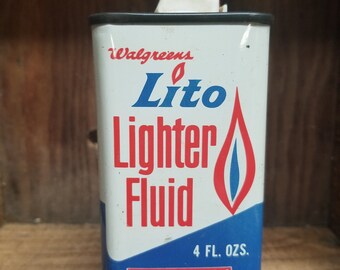 Walgreens
Lito
Lighter
Fluid
4 FL. OZS.